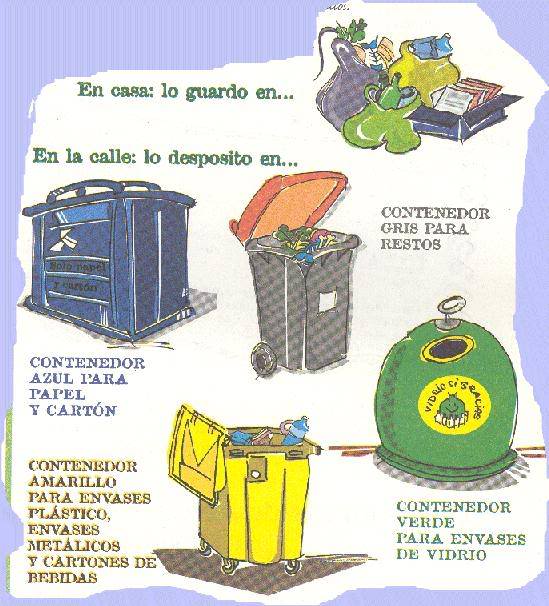 En casa: lo guardo en...
En la calle: lo desposito en...
CONTENEDOR
GRIS PARA
RESTOS
Solo papel
y cartón
CONTENEDOR
AZUL PARA
PAPEL
Y CARTÓN
VIDRIO SI GRACIAS
CONTENEDOR
AMARILLO
PARA ENVASES
PLÁSTICO,
ENVASES
METÁLICOS
Y CARTONES DE
BEBIDAS
CONTENEDOR
VERDE
PARA ENVASES
DE VIDRIO